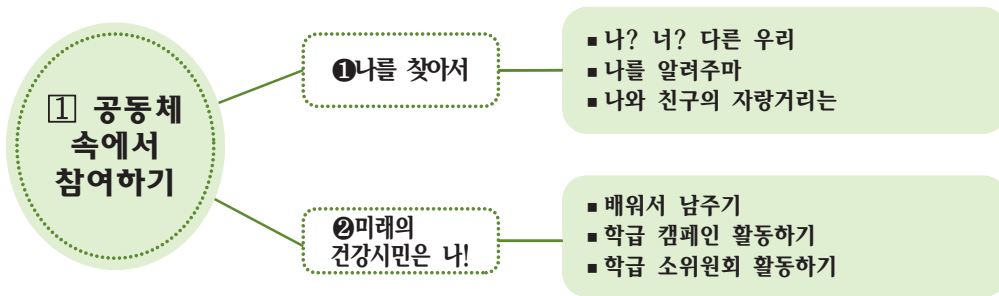 1 공동체
속에서
참여하기
❶나를 찾아서
■ 나? 너? 다른 우리
■ 나를 알려주마
■ 나와 친구의 자랑거리는
❷미래의
건강시민은 나!
■ 배워서 남주기
■ 학급 캠페인 활동하기
■ 학급 소위원회 활동하기